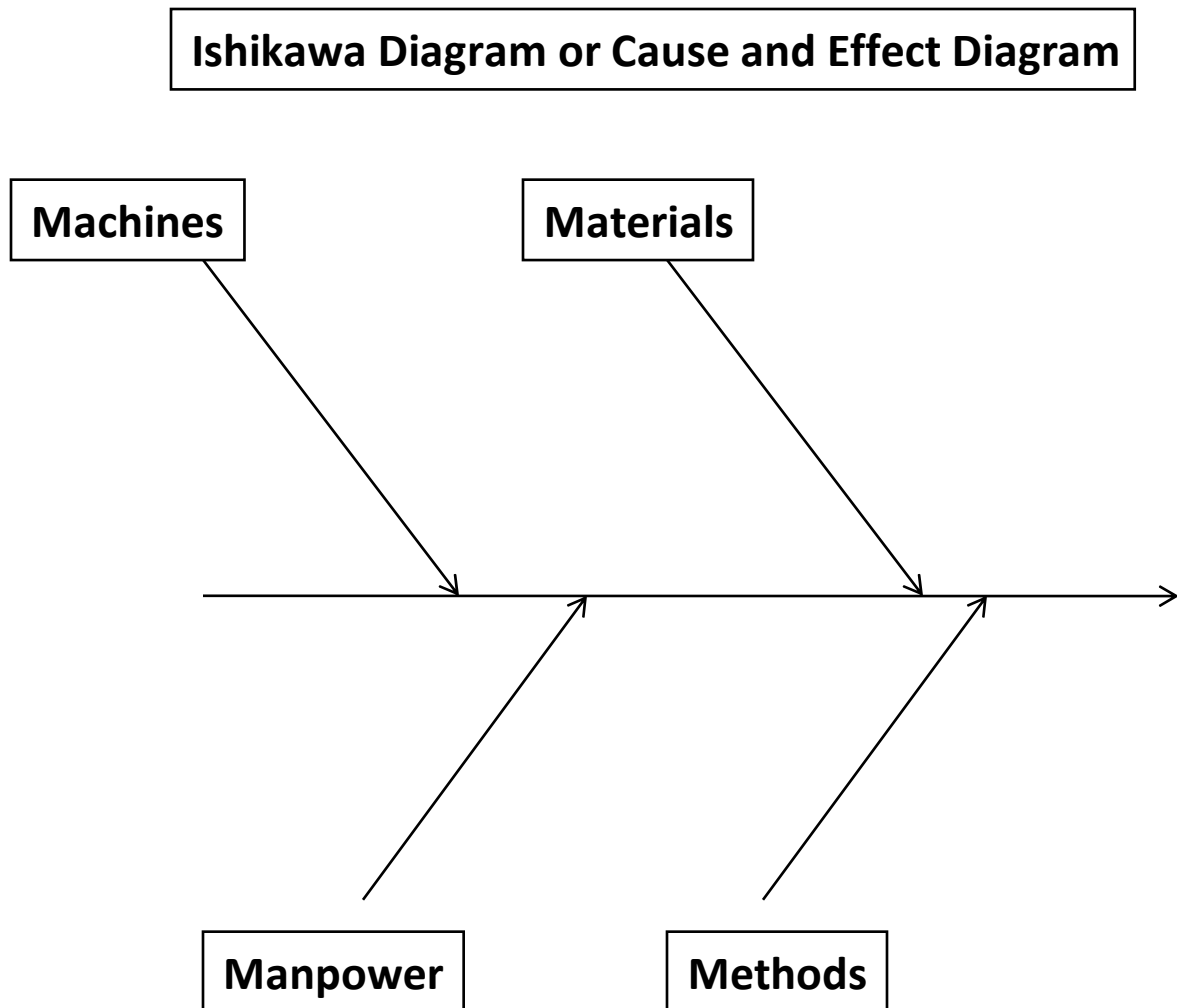 Ishikawa Diagram or Cause and Effect Diagram
Machines
Materials
Manpower
Methods